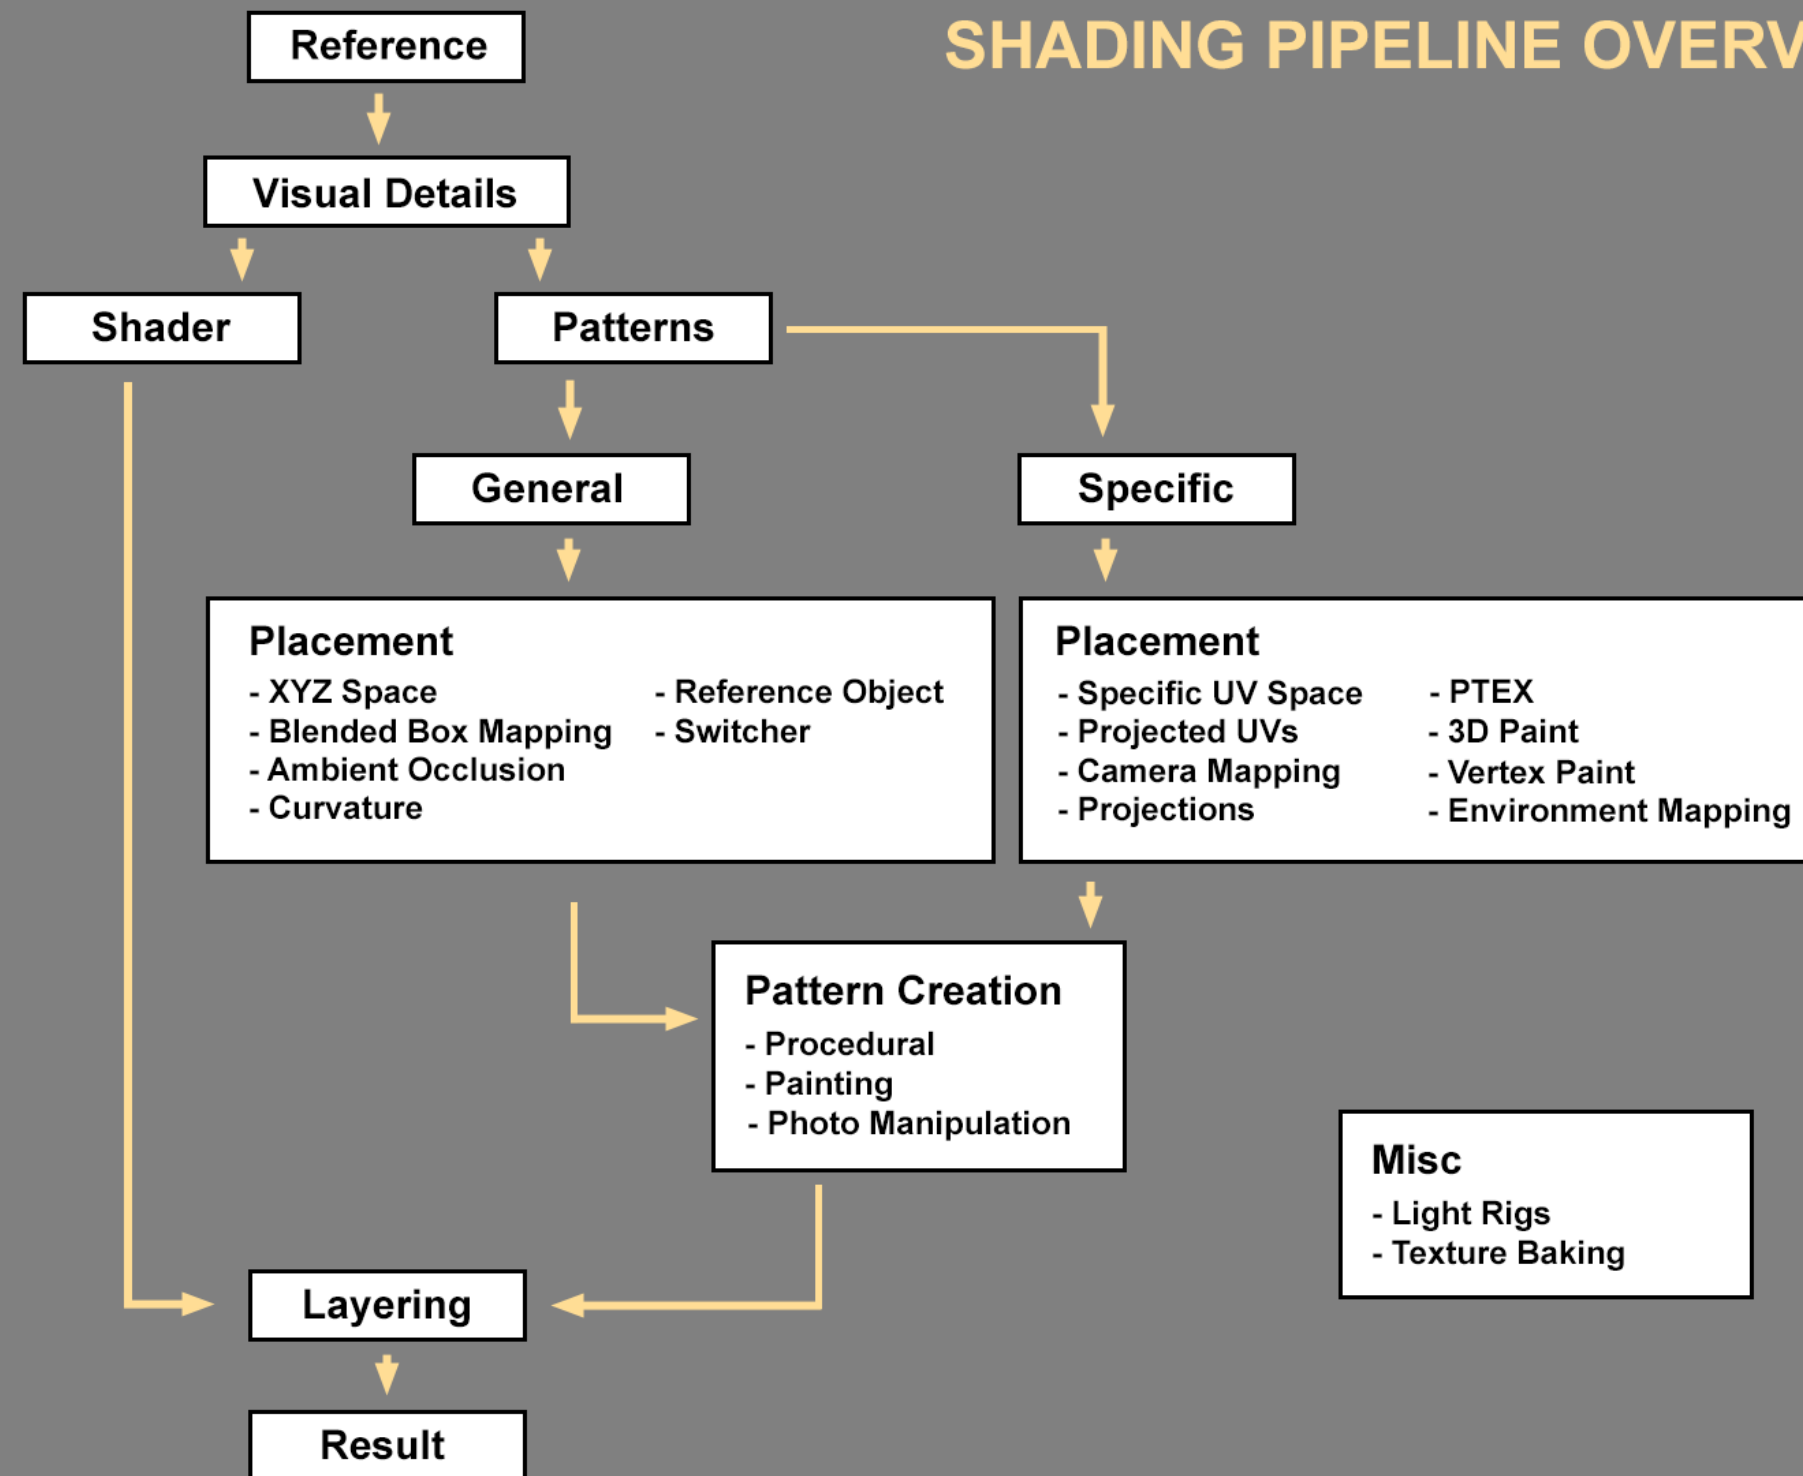 SHADING PIPELINE OVERV
Reference
Visual Details
Shader
Patterns
General
Specific
Placement
- XYZ Space
- Blended Box Mapping
- Ambient Occlusion
- Curvature
- Reference Object
- Switcher
Placement
- Specific UV Space
- Projected UVs
- Camera Mapping
- Projections
- PTEX
- 3D Paint
- Vertex Paint
- Environment Mapping
Pattern Creation
- Procedural
- Painting
- Photo Manipulation
Misc
- Light Rigs
- Texture Baking
Layering
Result